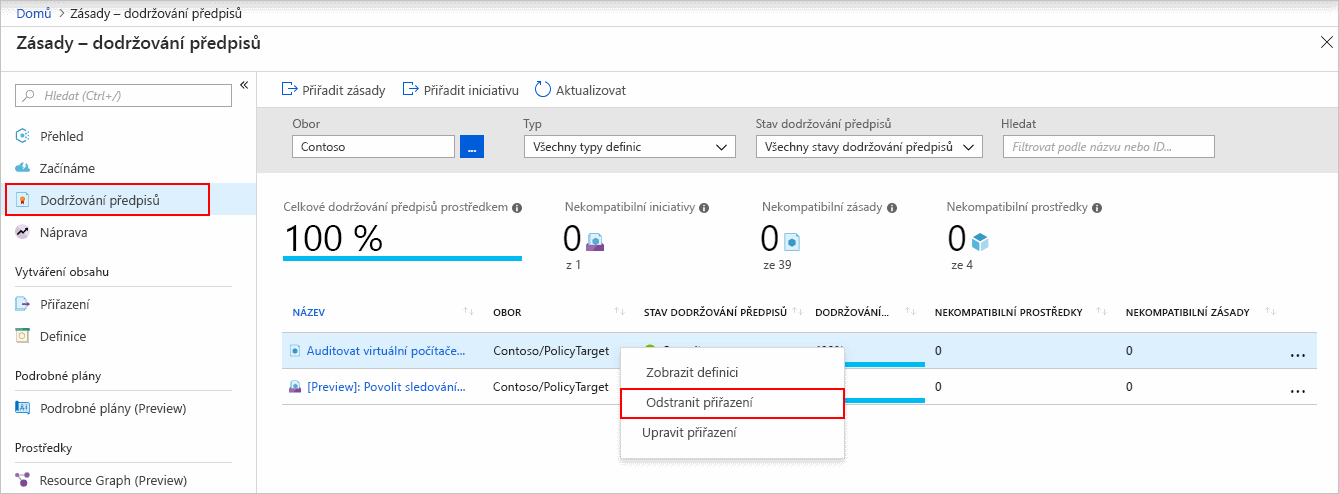 Domů > Zásady – dodržování předpisů
Zásady – dodržování předpisů
Hledat (Ctrl+/)
Přehled
Začínáme
Dodržování předpisů
Náprava
Vytváření obsahu
Přiřazení
Definice
Podrobné plány
Podrobné plány (Preview)
Prostředky
Resource Graph (Preview)
Přiřadit zásady Přiřadit iniciativu Aktualizovat
Obor Typ Stav dodržování předpisů Hledat
Contoso ... Všechny typy definic Všechny stavy dodržování předpisů Filtrovat podle názvu nebo ID...
Celkové dodržování předpisů prostředkem Nekompatibilní iniciativy Nekompatibilní zásady Nekompatibilní prostředky
100 % 0 0 0
z 1 ze 39 ze 4
NÁZEV OBOR STAV DODRŽOVÁNÍ PŘEDPISŮ DODRŽOVÁNÍ... NEKOMPATIBILNÍ PROSTŘEDKY NEKOMPATIBILNÍ ZÁSADY
Auditovat virtuální počítače... Contoso/PolicyTarget 0 0 ...
[Preview]: Povolit sledování... Contoso/PolicyTarget 0 0 ...
Zobrazit definici
Odstranit přiřazení
Upravit přiřazení